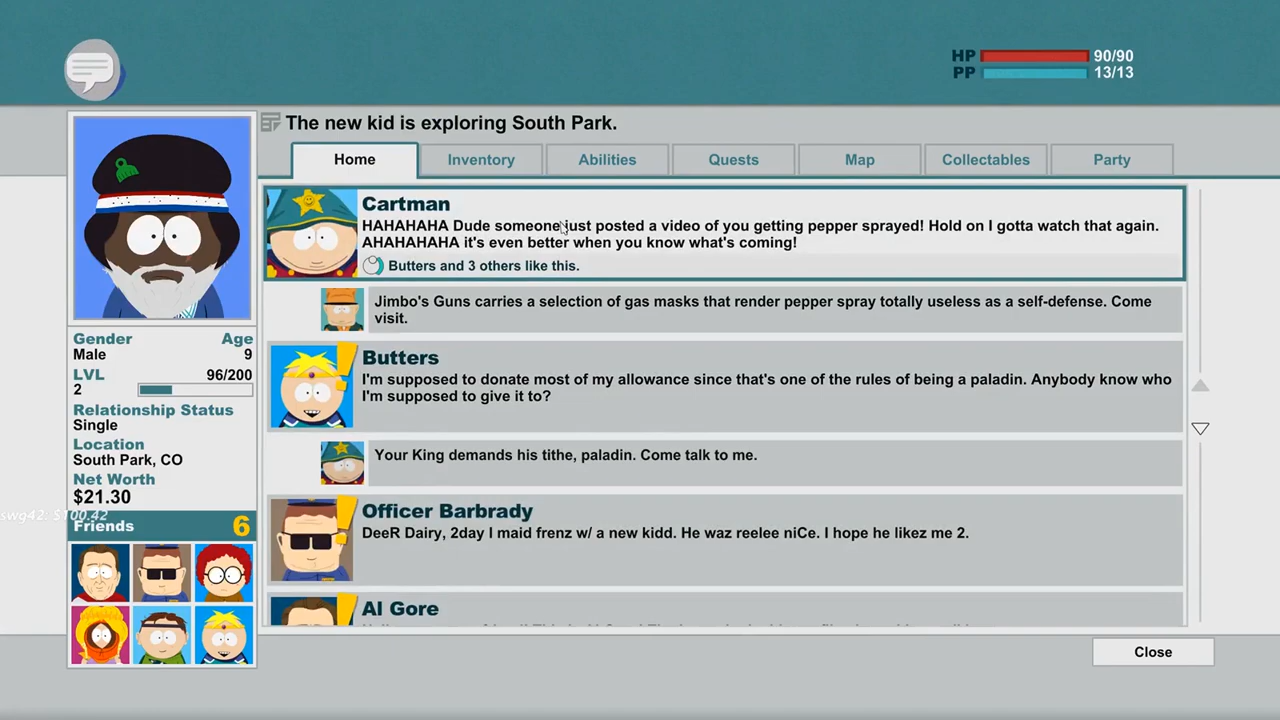 HP 90/90
PP 13/13
The new kid is exploring South Park.
Home Inventory Abilities Quests Map Collectables Party
Cartman
HAHAHAHA Dude someone just posted a video of you getting pepper sprayed! Hold on I gotta watch that again.
AHAHAHAHA it's even better when you know what's coming!
Butters and 3 others like this.
Jimbo's Guns carries a selection of gas masks that render pepper spray totally useless as a self-defense. Come
visit.
Butters
I'm supposed to donate most of my allowance since that's one of the rules of being a paladin. Anybody know who
I'm supposed to give it to?
Your King demands his tithe, paladin. Come talk to me.
Officer Barbrady
DeeR Dairy, 2day I maid frenz w/ a new kidd. He waz reelee niCe. I hope he likez me 2.
Al Gore
Gender Age
Male 9
LVL 96/200
2
Relationship Status
Single
Location
South Park, CO
Net Worth
$21.30
swg42: $100.42
Friends 6
Close